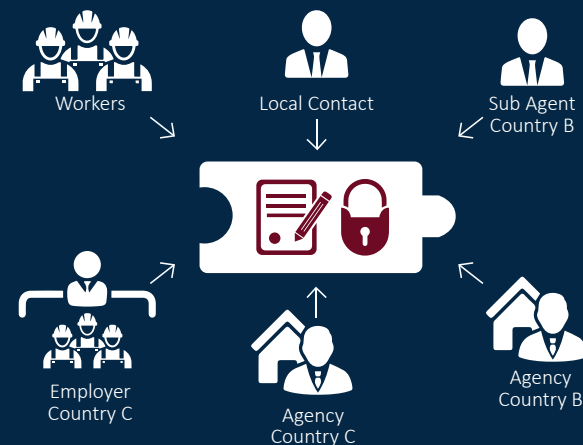 Workers
Local Contact
Sub Agent
Country B
Employer
Country C
Agency
Country C
Agency
Country B